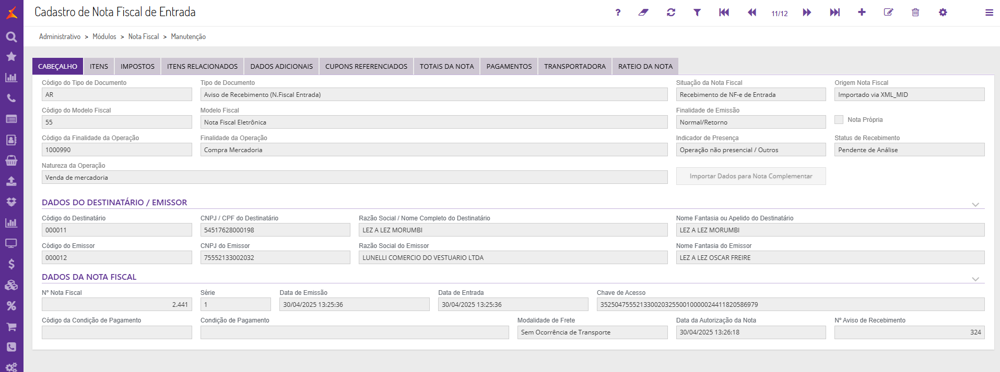 Cadastro de Nota Fiscal de Entrada
? 11/12
Administrativo > Módulos > Nota Fiscal > Manutenção
CABEÇALHO ITENS IMPOSTOS ITENS RELACIONADOS DADOS ADICIONAIS CUPONS REFERENCIADOS TOTAIS DA NOTA PAGAMENTOS TRANSPORTADORA RATEIO DA NOTA
Código do Tipo de Documento Tipo de Documento Situação da Nota Fiscal Origem Nota Fiscal
AR Aviso de Recebimento (N.Fiscal Entrada) Recebimento de NF-e de Entrada Importado via XML_MID
Código do Modelo Fiscal Modelo Fiscal Finalidade de Emissão
55 Nota Fiscal Eletrônica Normal/Retorno Nota Própria
Código da Finalidade da Operação Finalidade da Operação Indicador de Presença Status de Recebimento
1000990 Compra Mercadoria Operação não presencial / Outros Pendente de Análise
Natureza da Operação
Venda de mercadoria Importar Dados para Nota Complementar
DADOS DO DESTINATÁRIO / EMISSOR
Código do Destinatário CNPJ / CPF do Destinatário Razão Social / Nome Completo do Destinatário Nome Fantasia ou Apelido do Destinatário
000011 54517628000198 LEZ A LEZ MORUMBI LEZ A LEZ MORUMBI
Código do Emissor CNPJ do Emissor Razão Social do Emissor Nome Fantasia do Emissor
000012 75552133002032 LUNELLI COMERCIO DO VESTUARIO LTDA LEZ A LEZ OSCAR FREIRE
DADOS DA NOTA FISCAL
Nº Nota Fiscal Série Data de Emissão Data de Entrada Chave de Acesso
2.441 1 30/04/2025 13:25:36 30/04/2025 13:25:36 35250475552133002032550010000024411820586979
Código da Condição de Pagamento Condição de Pagamento Modalidade de Frete Data da Autorização da Nota Nº Aviso de Recebimento
Sem Ocorrência de Transporte 30/04/2025 13:26:18 324